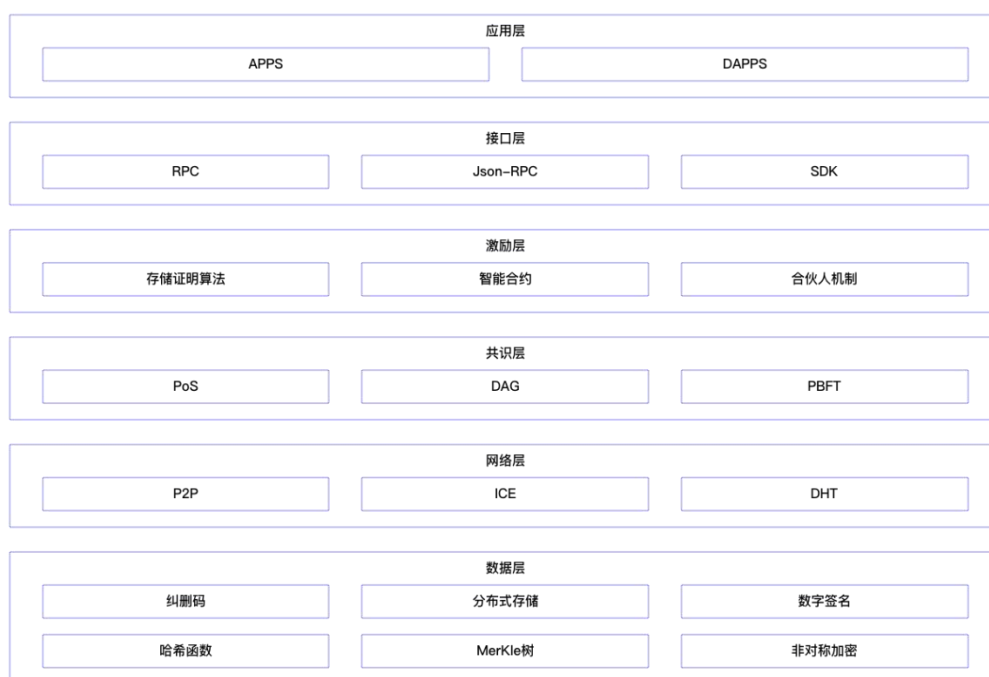 应用层
APPS DAPPS
接口层
RPC Json-RPC SDK
激励层
存储证明算法 智能合约 合伙人机制
共识层
PoS DAG PBFT
网络层
P2P ICE DHT
数据层
纠删码 分布式存储 数字签名
哈希函数 MerKle树 非对称加密